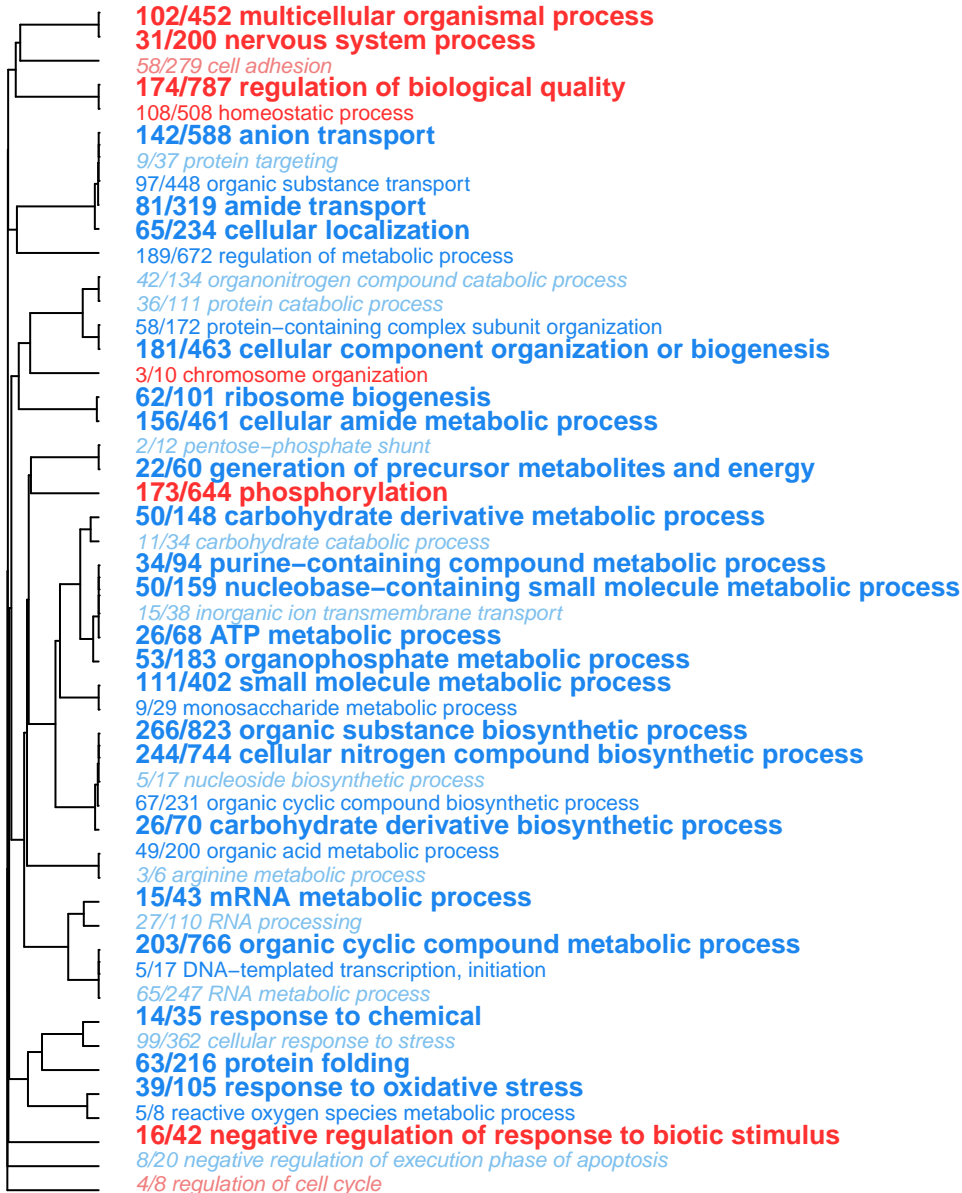 102/452 multicellular organismal process
31/200 nervous system process
58/279 cell adhesion
174/787 regulation of biological quality
108/508 homeostatic process
142/588 anion transport
9/37 protein targeting
97/448 organic substance transport
81/319 amide transport
65/234 cellular localization
189/672 regulation of metabolic process
42/134 organonitrogen compound catabolic process
36/111 protein catabolic process
58/172 protein−containing complex subunit organization
181/463 cellular component organization or biogenesis
3/10 chromosome organization
62/101 ribosome biogenesis
156/461 cellular amide metabolic process
2/12 pentose−phosphate shunt
22/60 generation of precursor metabolites and energy
173/644 phosphorylation
50/148 carbohydrate derivative metabolic process
11/34 carbohydrate catabolic process
34/94 purine−containing compound metabolic process
50/159 nucleobase−containing small molecule metabolic process
15/38 inorganic ion transmembrane transport
26/68 ATP metabolic process
53/183 organophosphate metabolic process
111/402 small molecule metabolic process
9/29 monosaccharide metabolic process
266/823 organic substance biosynthetic process
244/744 cellular nitrogen compound biosynthetic process
5/17 nucleoside biosynthetic process
67/231 organic cyclic compound biosynthetic process
26/70 carbohydrate derivative biosynthetic process
49/200 organic acid metabolic process
3/6 arginine metabolic process
15/43 mRNA metabolic process
27/110 RNA processing
203/766 organic cyclic compound metabolic process
5/17 DNA−templated transcription, initiation
65/247 RNA metabolic process
14/35 response to chemical
99/362 cellular response to stress
63/216 protein folding
39/105 response to oxidative stress
5/8 reactive oxygen species metabolic process
16/42 negative regulation of response to biotic stimulus
8/20 negative regulation of execution phase of apoptosis
4/8 regulation of cell cycle